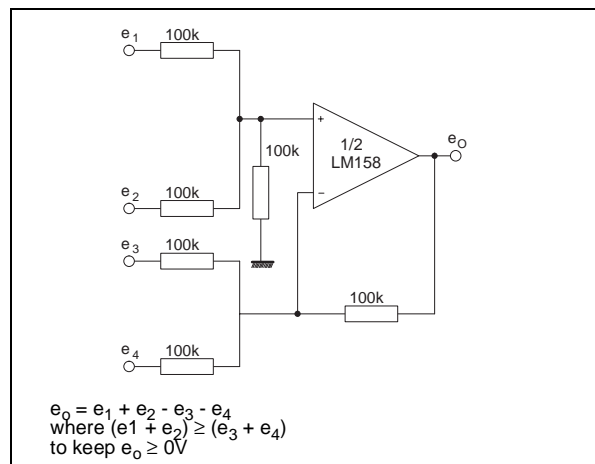 e1
100k
100k
+
1/2
LM158
eO
100k
e2
100k
−
e3
100k
100k
e4
100k
eo = e1 + e2 - e3 - e4
where (e1 + e2) ≥ (e3 + e4)
to keep eo ≥ 0V